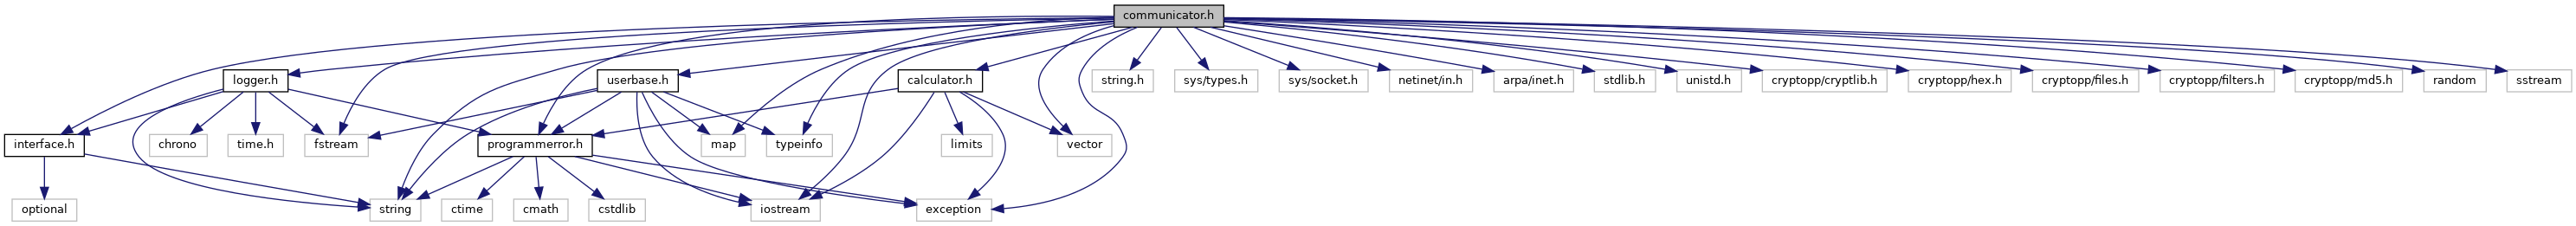 communicator.h
logger.h
userbase.h
calculator.h
string.h
sys/types.h
sys/socket.h
netinet/in.h
arpa/inet.h
stdlib.h
unistd.h
cryptopp/cryptlib.h
cryptopp/hex.h
cryptopp/files.h
cryptopp/filters.h
cryptopp/md5.h
random
sstream
interface.h
chrono
time.h
fstream
programmerror.h
map
typeinfo
limits
vector
optional
string
ctime
cmath
cstdlib
iostream
exception